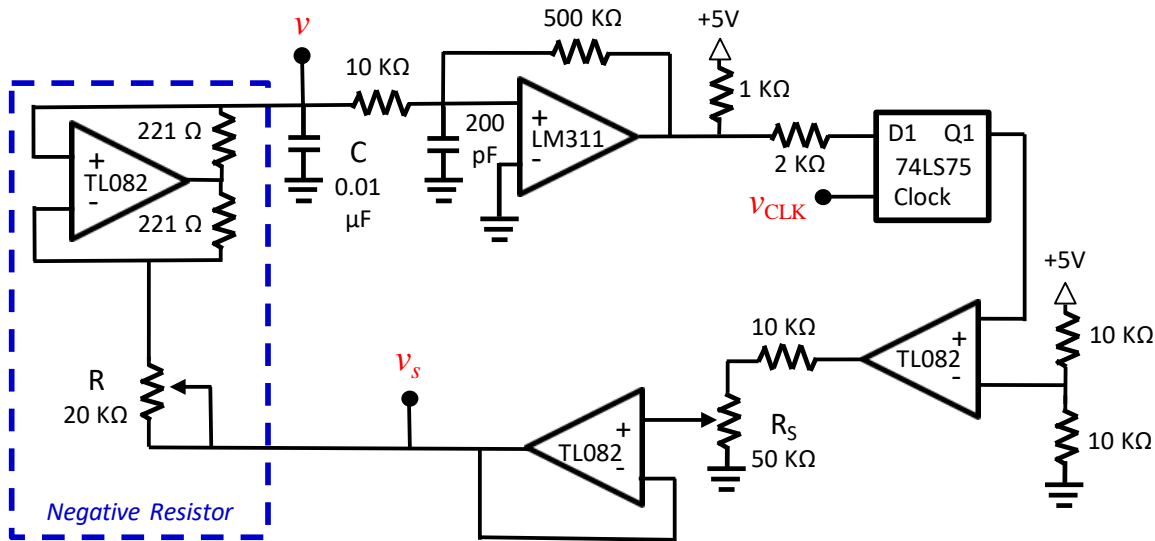 v
500 KΩ
+5V
10 KΩ
1 KΩ
221 Ω
+
TL082
-
221 Ω
C
0.01
µF
200
pF
+
LM311
-
2 KΩ
D1 Q1
74LS75
Clock
vCLK
+5V
10 KΩ
10 KΩ
+
TL082
-
10 KΩ
RS
50 KΩ
vs
+
TL082
-
R
20 KΩ
Negative Resistor